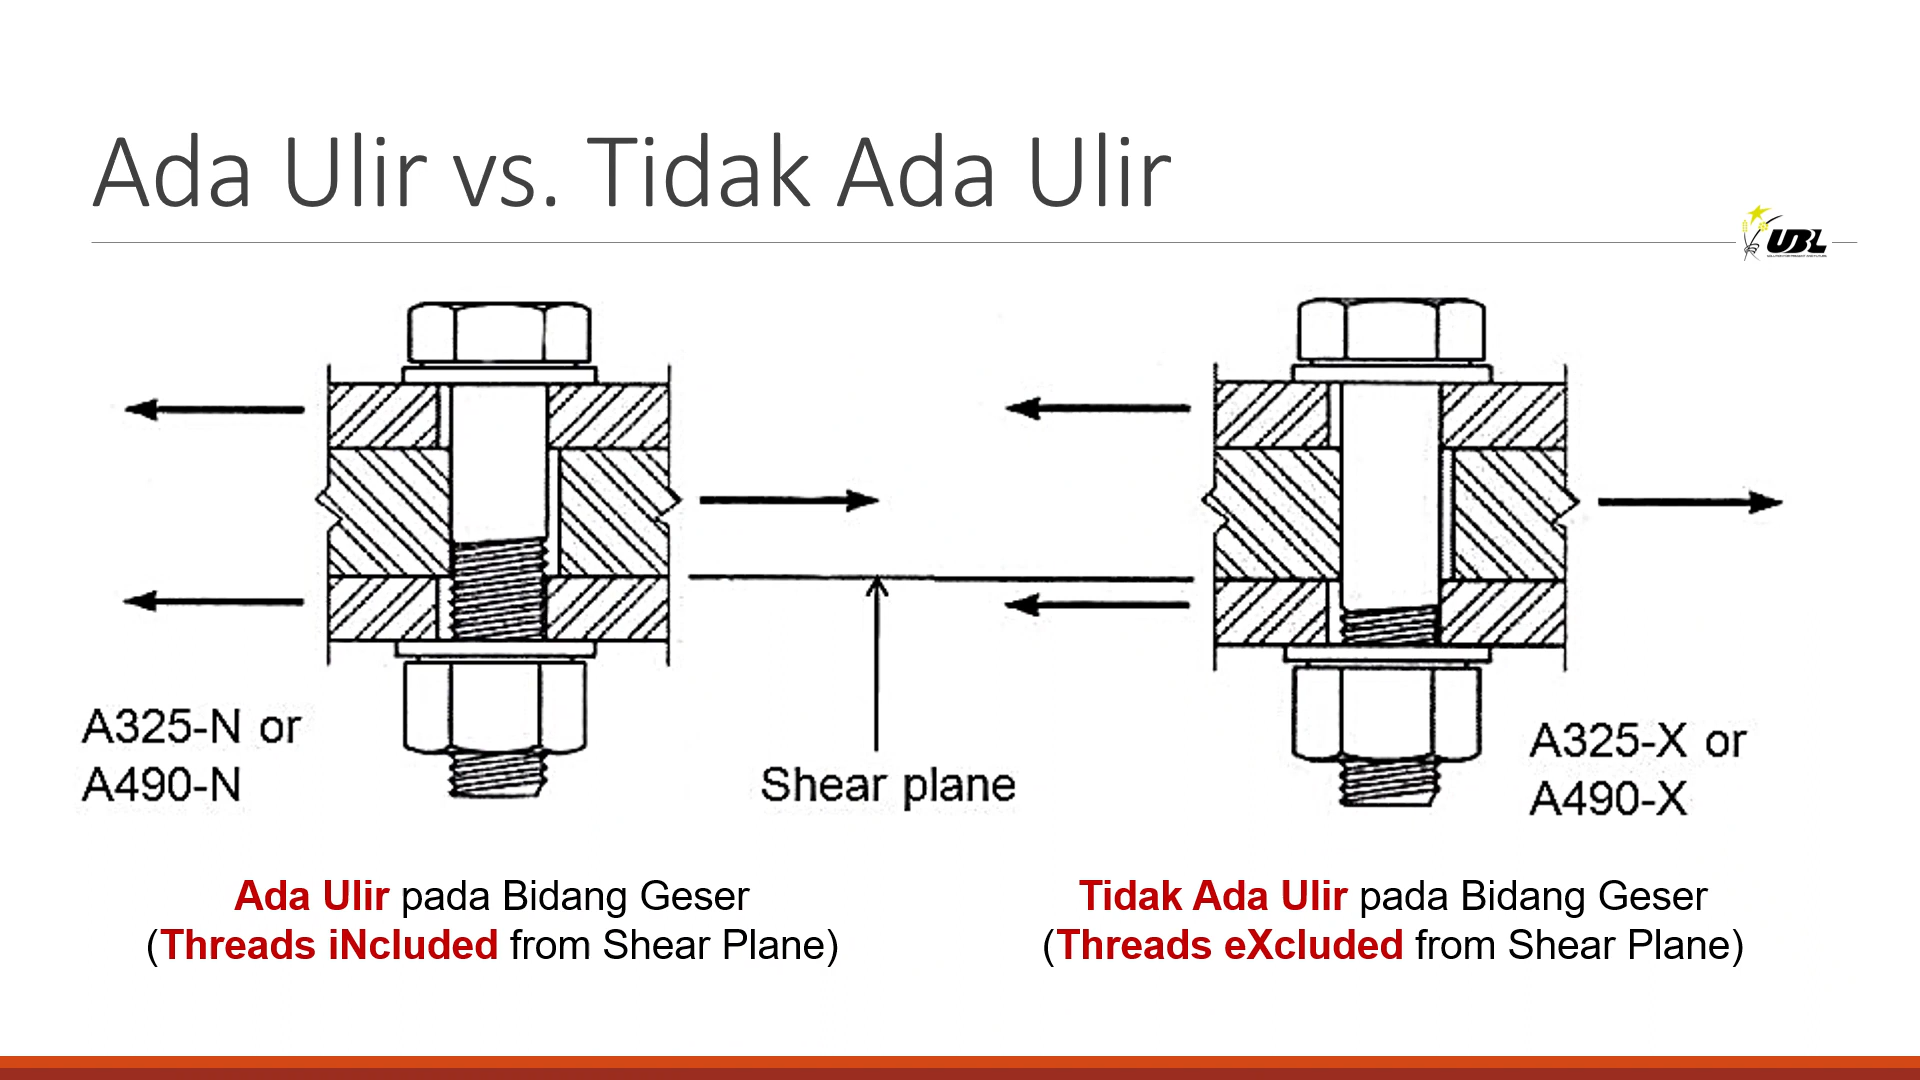 Ada Ulir vs. Tidak Ada Ulir
UBL
A325-N or
A490-N
Shear plane
A325-X or
A490-X
Ada Ulir pada Bidang Geser
(Threads iNcluded from Shear Plane)
Tidak Ada Ulir pada Bidang Geser
(Threads eXcluded from Shear Plane)